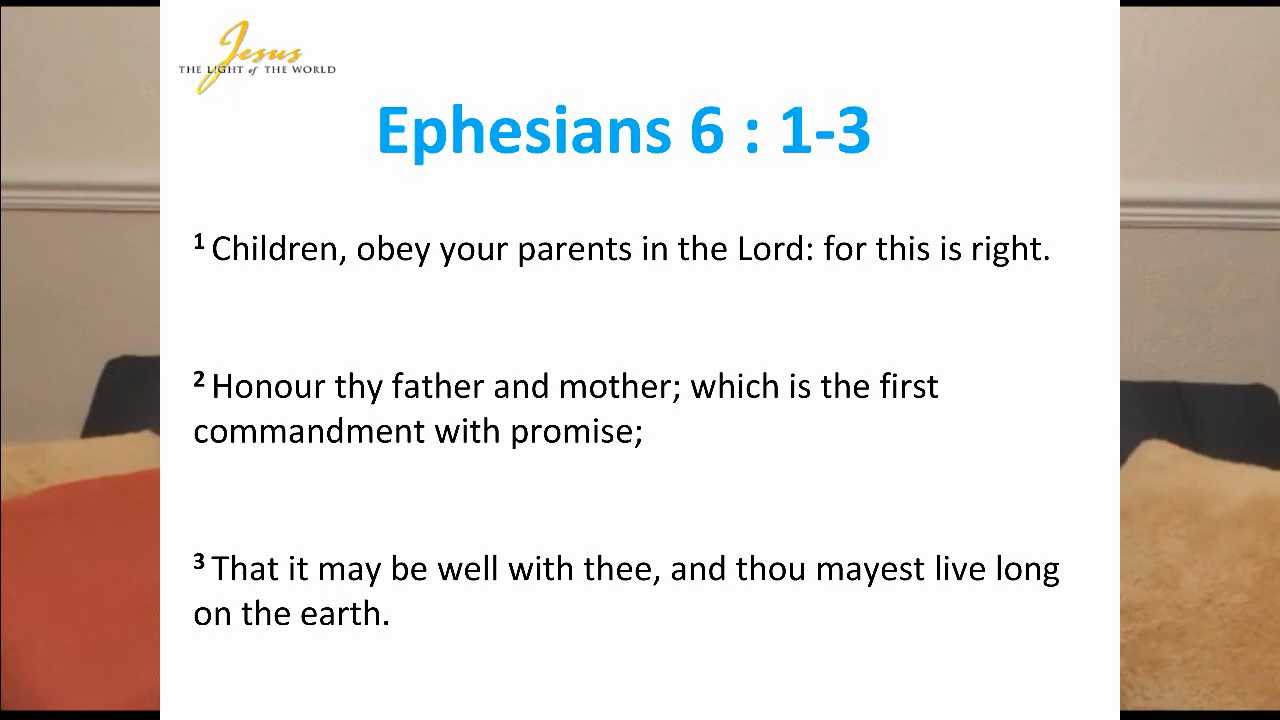 Jesus
THE LIGHT of THE WORLD
Ephesians 6 : 1-3
1 Children, obey your parents in the Lord: for this is right.
2 Honour thy father and mother; which is the first
commandment with promise;
3 That it may be well with thee, and thou mayest live long
on the earth.